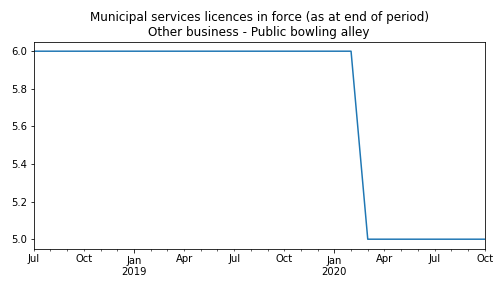 Municipal services licences in force (as at end of period)
Other business - Public bowling alley
6.0
5.8
5.6
5.4
5.2
5.0
Jul Oct Jan Apr Jul Oct Jan Apr Jul Oct
2019 2020